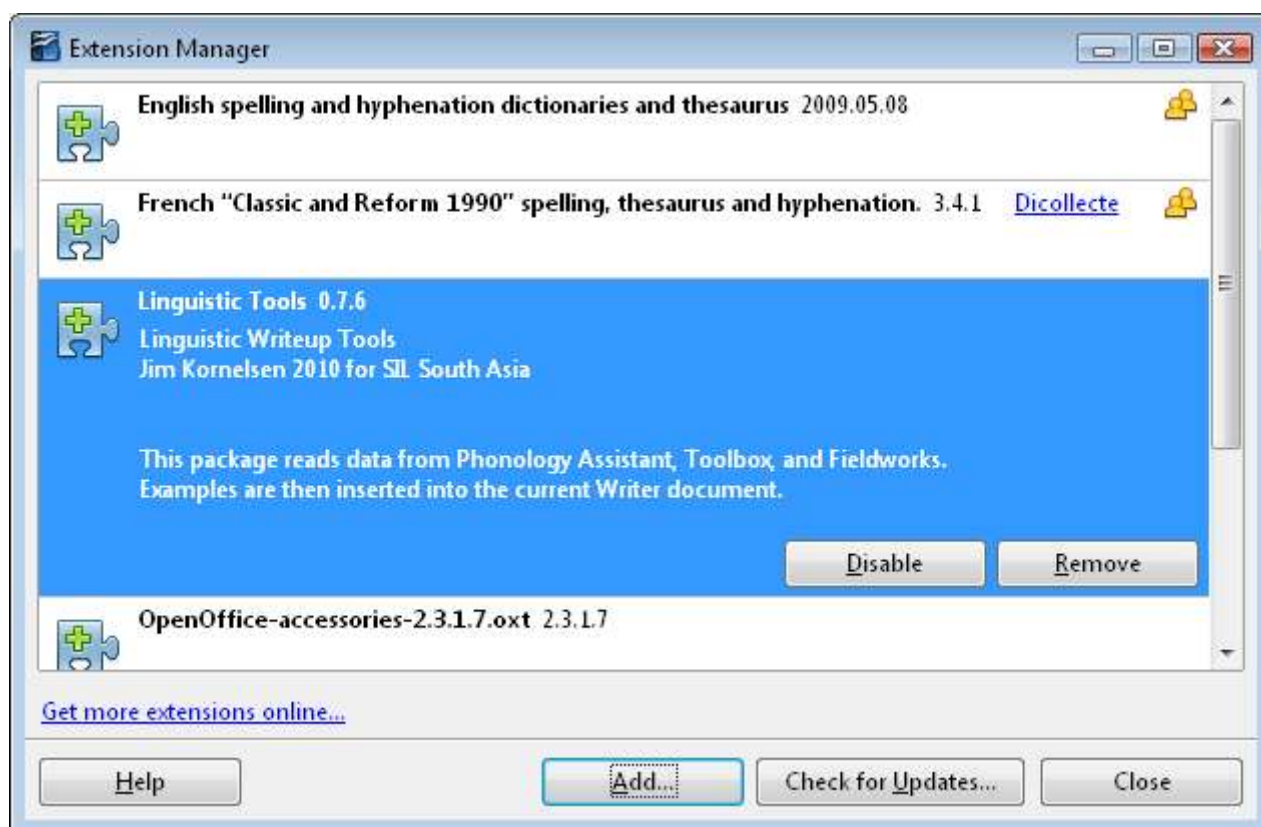 Extension Manager
English spelling and hyphenation dictionaries and thesaurus 2009.05.08
French “Classic and Reform 1990” spelling, thesaurus and hyphenation. 3.4.1 Dicollecte
Linguistic Tools 0.7.6
Linguistic Writeup Tools
Jim Kornelsen 2010 for SIL South Asia
This package reads data from Phonology Assistant, Toolbox, and Fieldworks.
Examples are then inserted into the current Writer document.
Disable Remove
OpenOffice-accessories-2.3.1.7.oxt 2.3.1.7
Get more extensions online...
Help Add... Check for Updates... Close